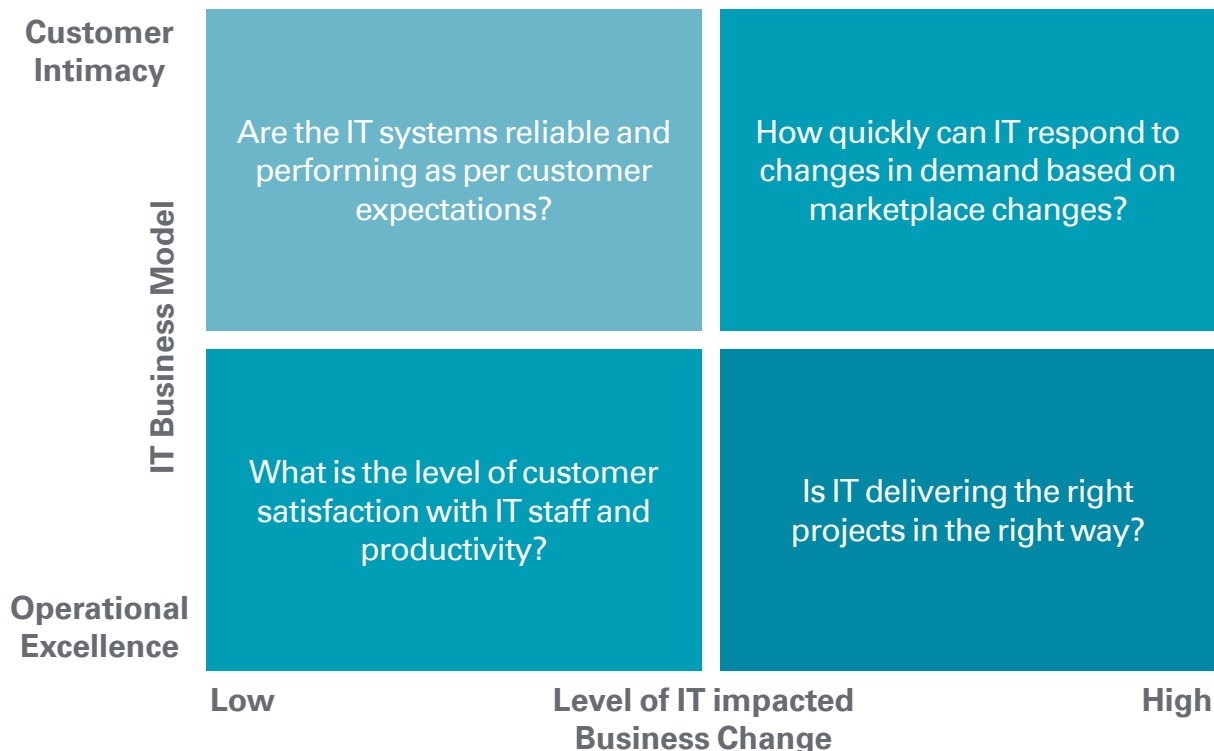 Customer
Intimacy
Are the IT systems reliable and
performing as per customer
expectations?
How quickly can IT respond to
changes in demand based on
marketplace changes?
IT Business Model
What is the level of customer
satisfaction with IT staff and
productivity?
Is IT delivering the right
projects in the right way?
Operational
Excellence
Low
Level of IT impacted
Business Change
High